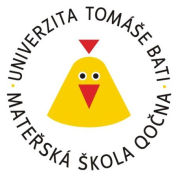 UNIVERZITA TOMÁŠE BATI
MATEŘSKÁ ŠKOLA QOČNA